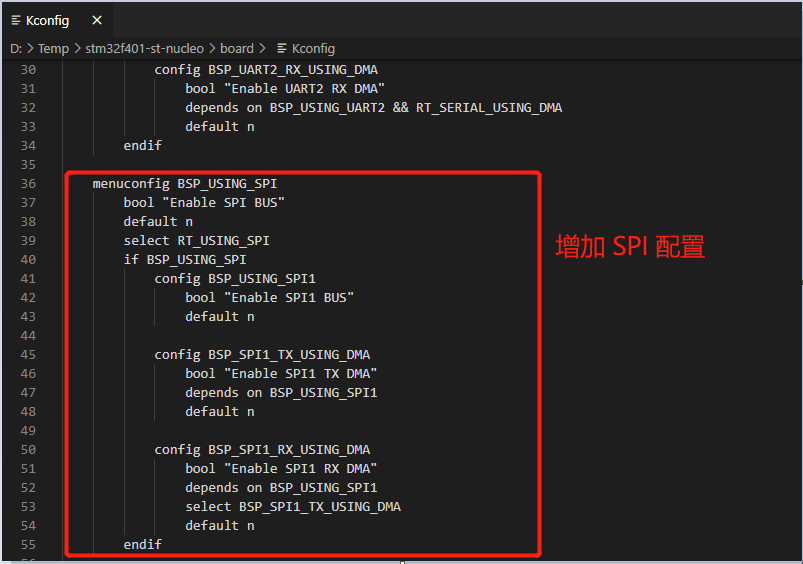 Kconfig ×
D: > Temp > stm32f401-st-nucleo > board > Kconfig
30 config BSP_UART2_RX_USING_DMA
31 bool "Enable UART2 RX DMA"
32 depends on BSP_USING_UART2 && RT_SERIAL_USING_DMA
33 default n
34 endif
35
36 menuconfig BSP_USING_SPI
37 bool "Enable SPI BUS"
38 default n
39 select RT_USING_SPI
40 if BSP_USING_SPI
41 config BSP_USING_SPI1
42 bool "Enable SPI1 BUS"
43 default n
44
45 config BSP_SPI1_TX_USING_DMA
46 bool "Enable SPI1 TX DMA"
47 depends on BSP_USING_SPI1
48 default n
49
50 config BSP_SPI1_RX_USING_DMA
51 bool "Enable SPI1 RX DMA"
52 depends on BSP_USING_SPI1
53 select BSP_SPI1_TX_USING_DMA
54 default n
55 endif
增加 SPI 配置